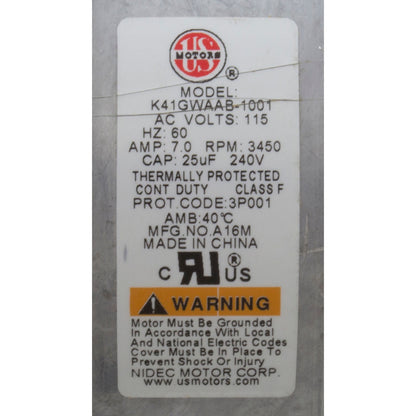 US
MOTORS
®
MODEL:
K41GWAAB-1001
AC VOLTS: 115
HZ: 60
AMP: 7.0 RPM: 3450
CAP: 25uF 240V
THERMALLY PROTECTED
CONT DUTY CLASS F
PROT.CODE:3P001
AMB:40℃
MFG.NO.A16M
MADE IN CHINA
C RU ® US
WARNING
Motor Must Be Grounded
In Accordance With Local
And National Electric Codes
Cover Must Be In Place To
Prevent Shock Or Injury
NIDEC MOTOR CORP.
www.usmotors.com